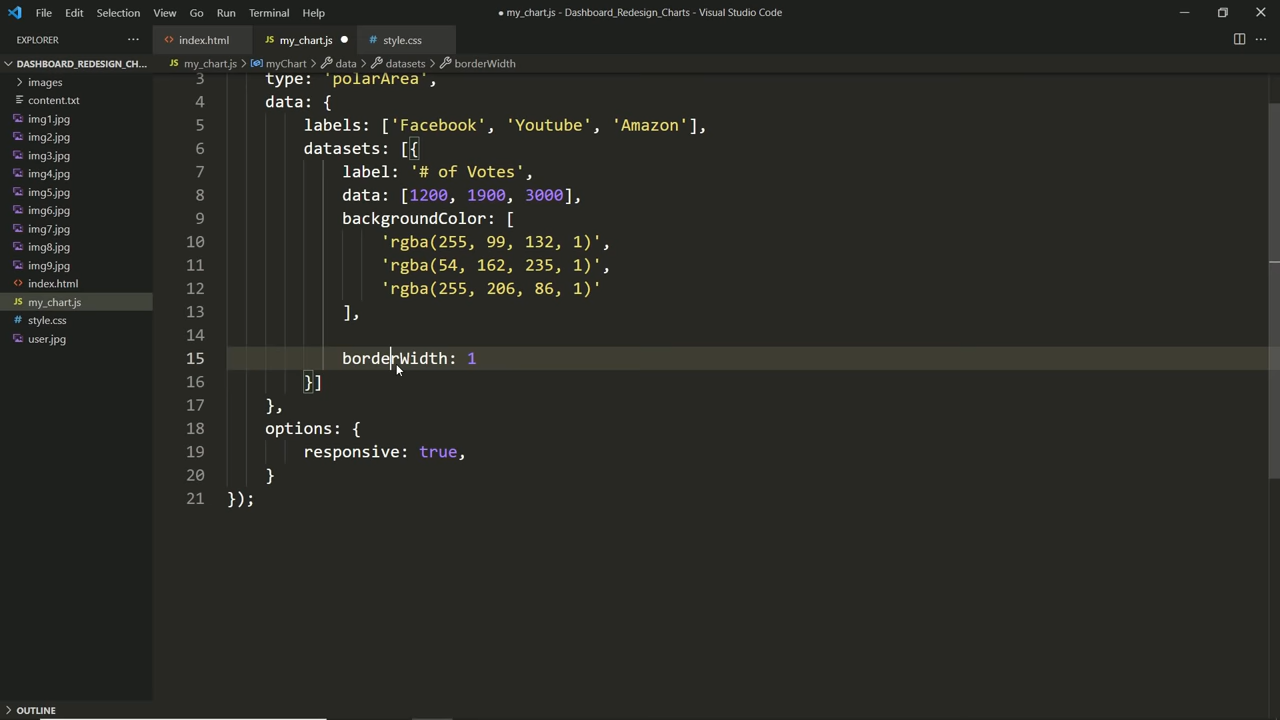 File Edit Selection View Go Run Terminal Help
● my_chart.js - Dashboard_Redesign_Charts - Visual Studio Code
EXPLORER ...
index.html
my_chart.js ●
style.css
DASHBOARD_REDESIGN_CH...
my_chart.js > myChart > data > datasets > borderWidth
images
content.txt
img1.jpg
img2.jpg
img3.jpg
img4.jpg
img5.jpg
img6.jpg
img7.jpg
img8.jpg
img9.jpg
index.html
my_chart.js
style.css
user.jpg
3 type: 'polarArea',
4 data: {
5 labels: ['Facebook', 'Youtube', 'Amazon'],
6 datasets: [{
7 label: '# of Votes',
8 data: [1200, 1900, 3000],
9 backgroundColor: [
10 'rgba(255, 99, 132, 1)',
11 'rgba(54, 162, 235, 1)',
12 'rgba(255, 206, 86, 1)'
13 ],
14
15 borderWidth: 1
16 }]
17 },
18 options: {
19 responsive: true,
20 }
21 });
OUTLINE